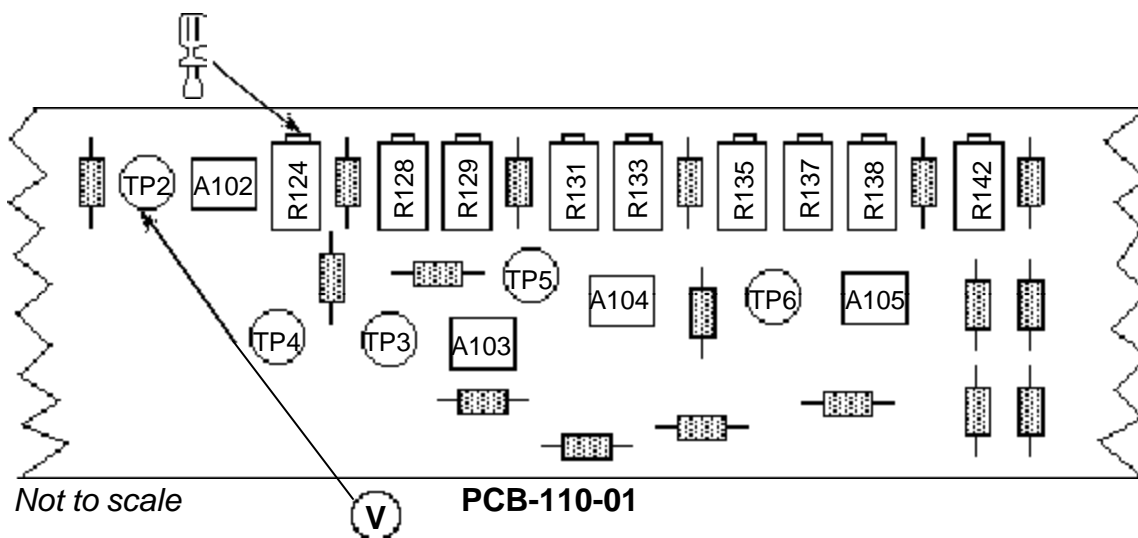 TP2 A102 R124 R128 R129 R131 R133 R135 R137 R138 R142
TP5 A104 TP6 A105
TP4 TP3 A103
Not to scale PCB-110-01
V